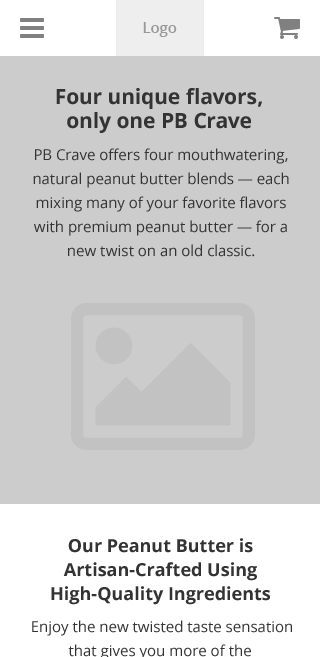 Logo
Four unique flavors,
only one PB Crave
PB Crave offers four mouthwatering,
natural peanut butter blends — each
mixing many of your favorite flavors
with premium peanut butter — for a
new twist on an old classic.
Our Peanut Butter is
Artisan-Crafted Using
High-Quality Ingredients
Enjoy the new twisted taste sensation
that gives you more of the